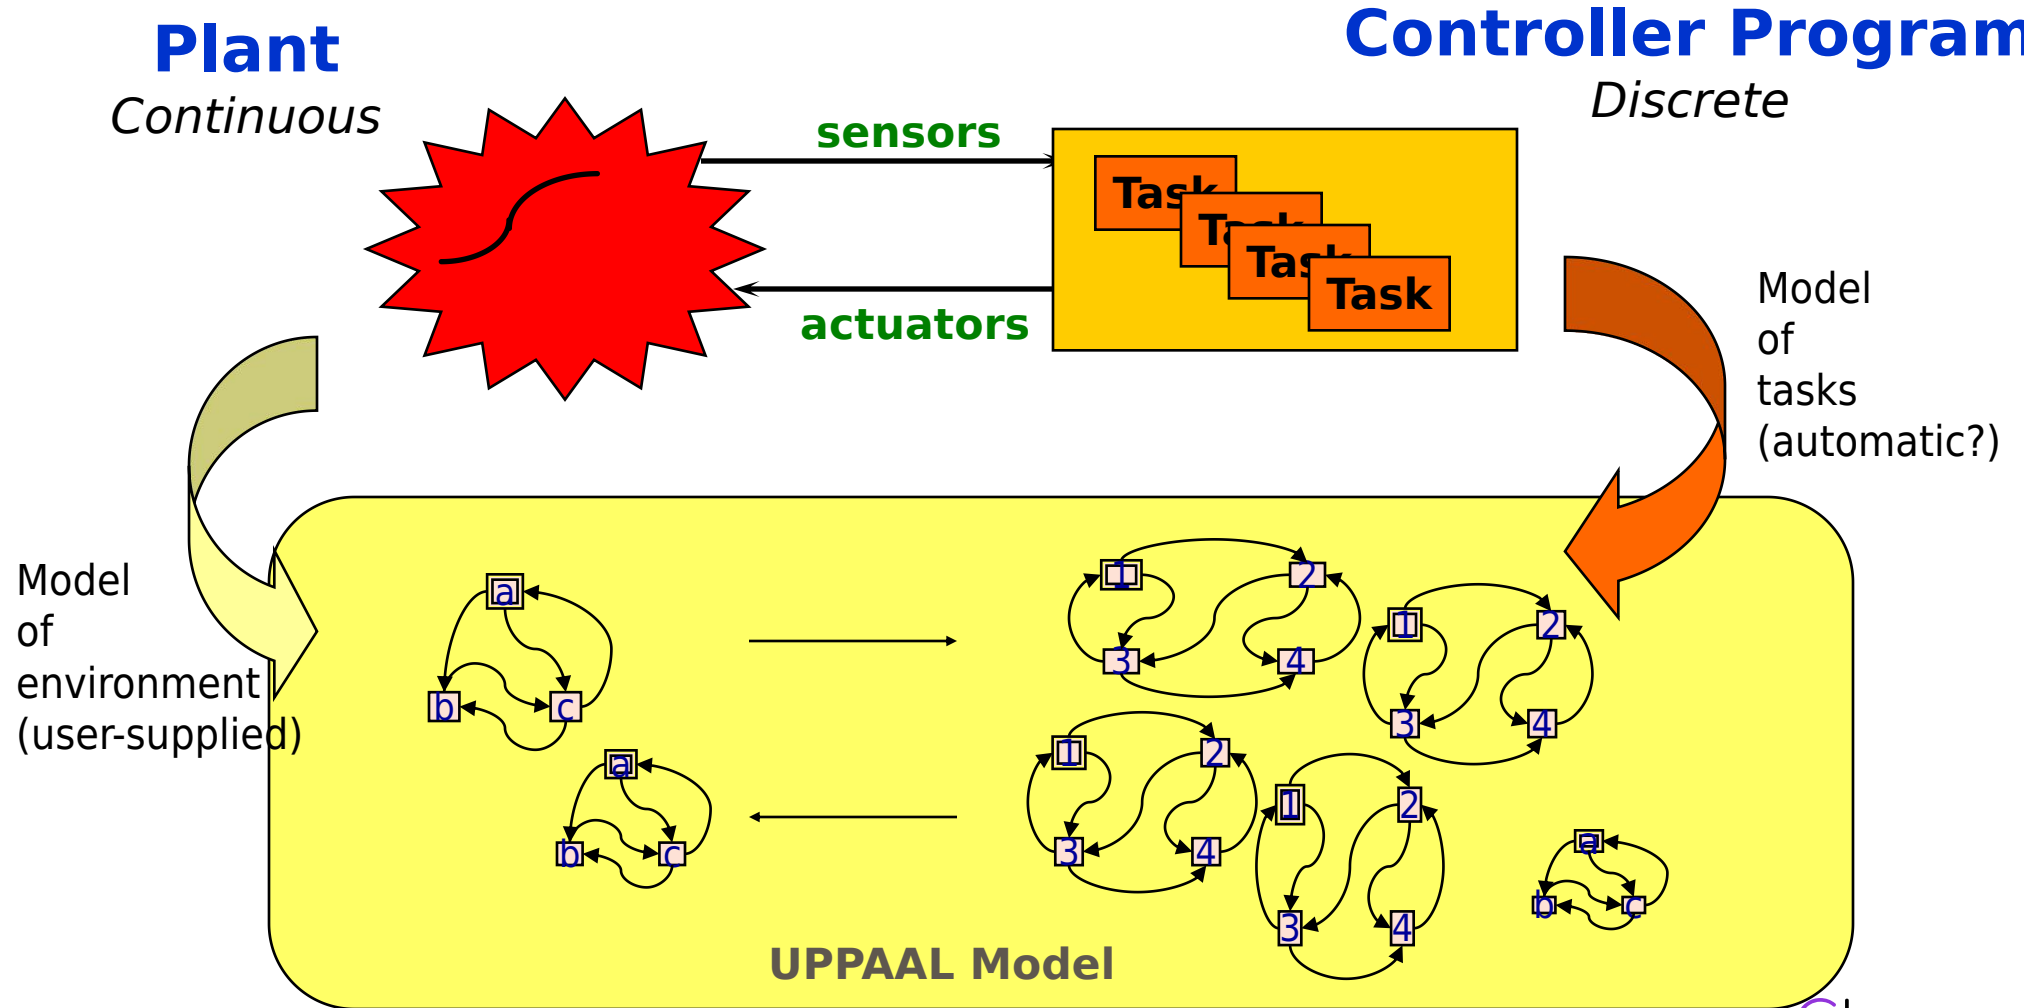 Plant
Continuous
Controller Program
Discrete
sensors
actuators
Task
Task
Task
Task
Model
of
tasks
(automatic?)
Model
of
environment
(user-supplied)
a
b
c
a
b
c
1
2
3
4
1
2
3
4
1
2
3
4
1
2
3
4
a
b
c
UPPAAL Model